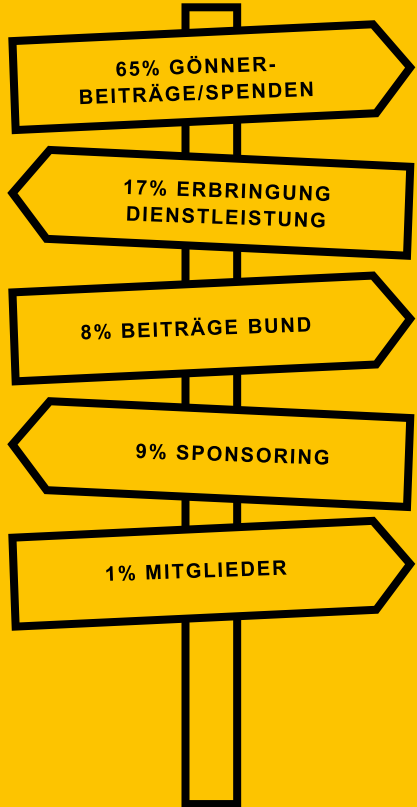 65% GÖNNER-
BEITRÄGE/SPENDEN
17% ERBRINGUNG
DIENSTLEISTUNG
8% BEITRÄGE BUND
9% SPONSORING
1% MITGLIEDER